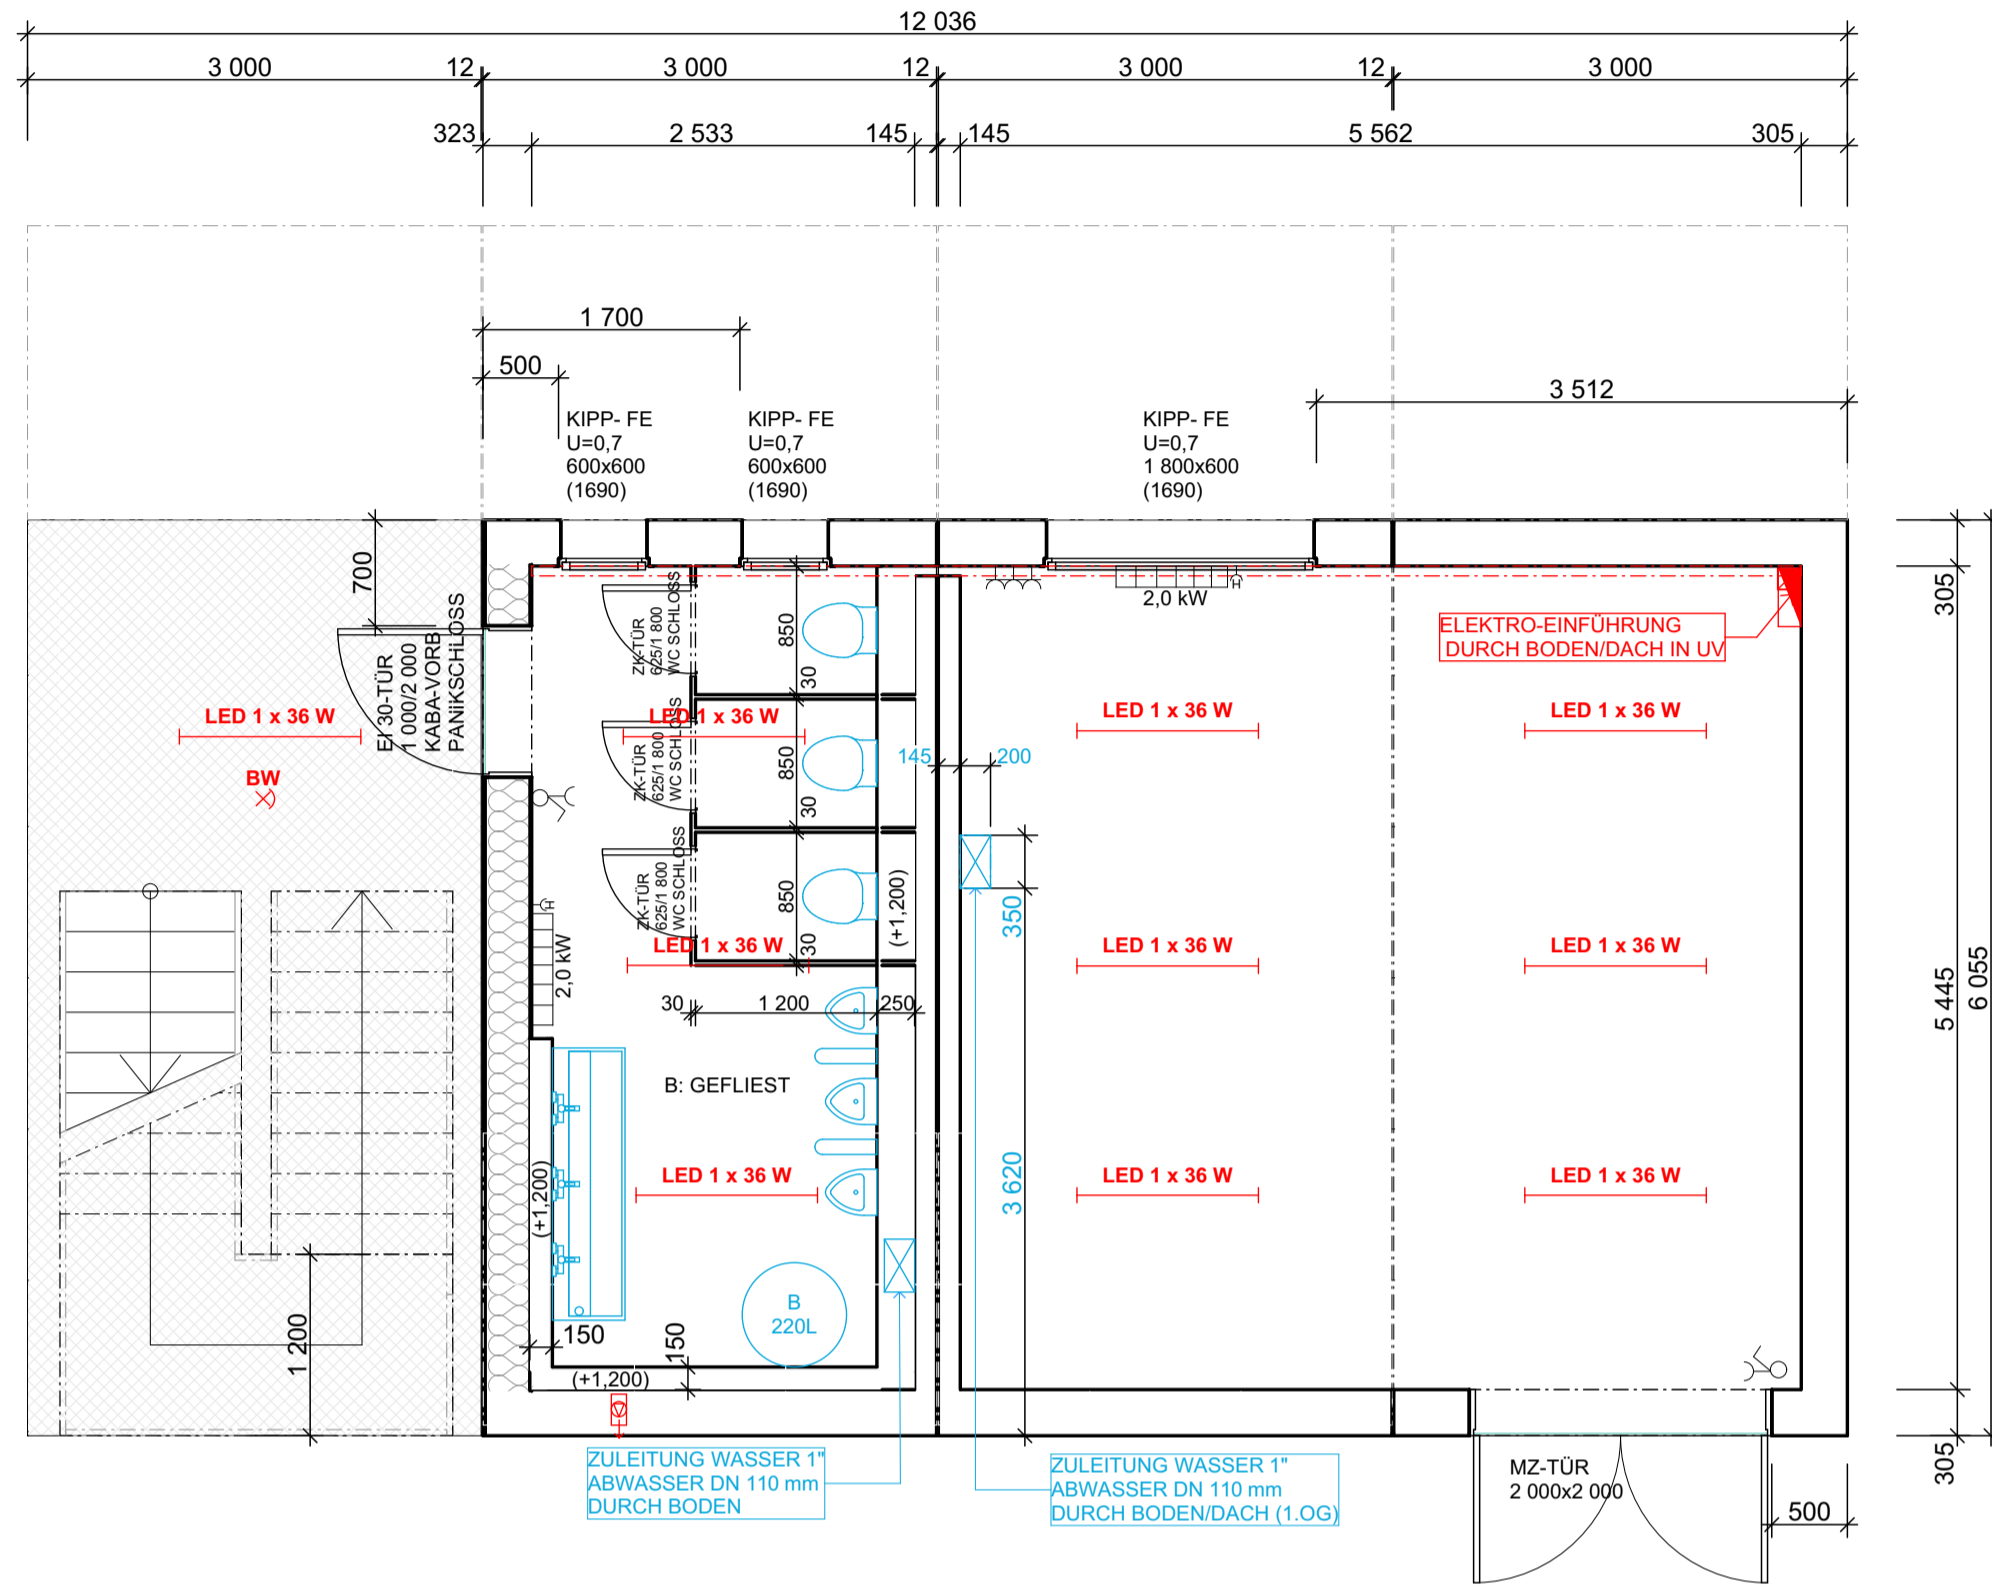 12 036
3 000
12
3 000
12
3 000
12
3 000
323
2 533
145
145
5 562
305
1 700
500
3 512
KIPP- FE
U=0,7
600x600
(1690)
KIPP- FE
U=0,7
600x600
(1690)
KIPP- FE
U=0,7
1 800x600
(1690)
700
EI 30-TÜR
1 000/2 000
KABA-VORB
PANiKSCHLOSS
ZK-TÜR
625/1 800
WC SCHLOSS
850
30
2,0 kW
305
ELEKTRO-EINFÜHRUNG
DURCH BODEN/DACH IN UV
LED 1 x 36 W
LED 1 x 36 W
LED 1 x 36 W
LED 1 x 36 W
BW
ZK-TÜR
625/1 800
WC SCHLOSS
850
30
145
200
ZK-TÜR
625/1 800
WC SCHLOSS
850
30
(+1,200)
350
2,0 kW
LED 1 x 36 W
LED 1 x 36 W
LED 1 x 36 W
30
1 200
250
5 445
6 055
B: GEFLIEST
(+1,200)
3 620
LED 1 x 36 W
LED 1 x 36 W
LED 1 x 36 W
B
220L
1 200
150
150
(+1,200)
305
ZULEITUNG WASSER 1"
ABWASSER DN 110 mm
DURCH BODEN
ZULEITUNG WASSER 1"
ABWASSER DN 110 mm
DURCH BODEN/DACH (1.OG)
MZ-TÜR
2 000x2 000
500